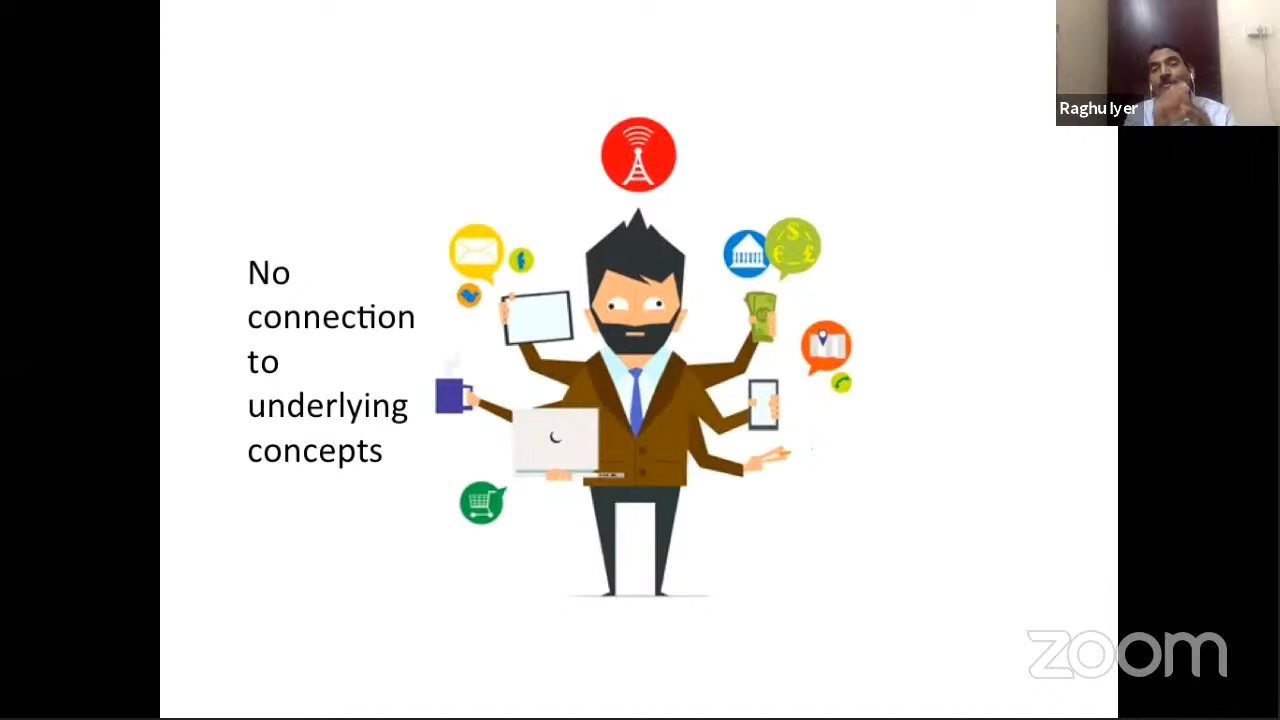 Raghu Iyer
No
connection
to
underlying
concepts
$
€
£
zoom